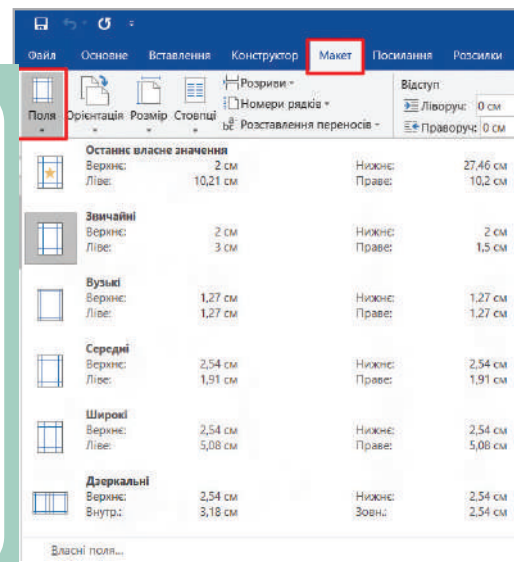 Файл Основне Вставлення Конструктор Макет Посилання Розсилки
Поля Орієнтація Розмір Стовпці
Розриви
Номери рядків
Розставлення переносів
Відступ
Ліворуч: 0 см
Праворуч: 0 см
Останнє власне значення
Верхнє: 2 см Нижнє: 27,46 см
Ліве: 10,21 см Праве: 10,2 см
Звичайні
Верхнє: 2 см Нижнє: 2 см
Ліве: 3 см Праве: 1,5 см
Вузькі
Верхнє: 1,27 см Нижнє: 1,27 см
Ліве: 1,27 см Праве: 1,27 см
Середні
Верхнє: 2,54 см Нижнє: 2,54 см
Ліве: 1,91 см Праве: 1,91 см
Широкі
Верхнє: 2,54 см Нижнє: 2,54 см
Ліве: 5,08 см Праве: 5,08 см
Дзеркальні
Верхнє: 2,54 см Нижнє: 2,54 см
Внутр.: 3,18 см Зовн.: 2,54 см
Власні поля...